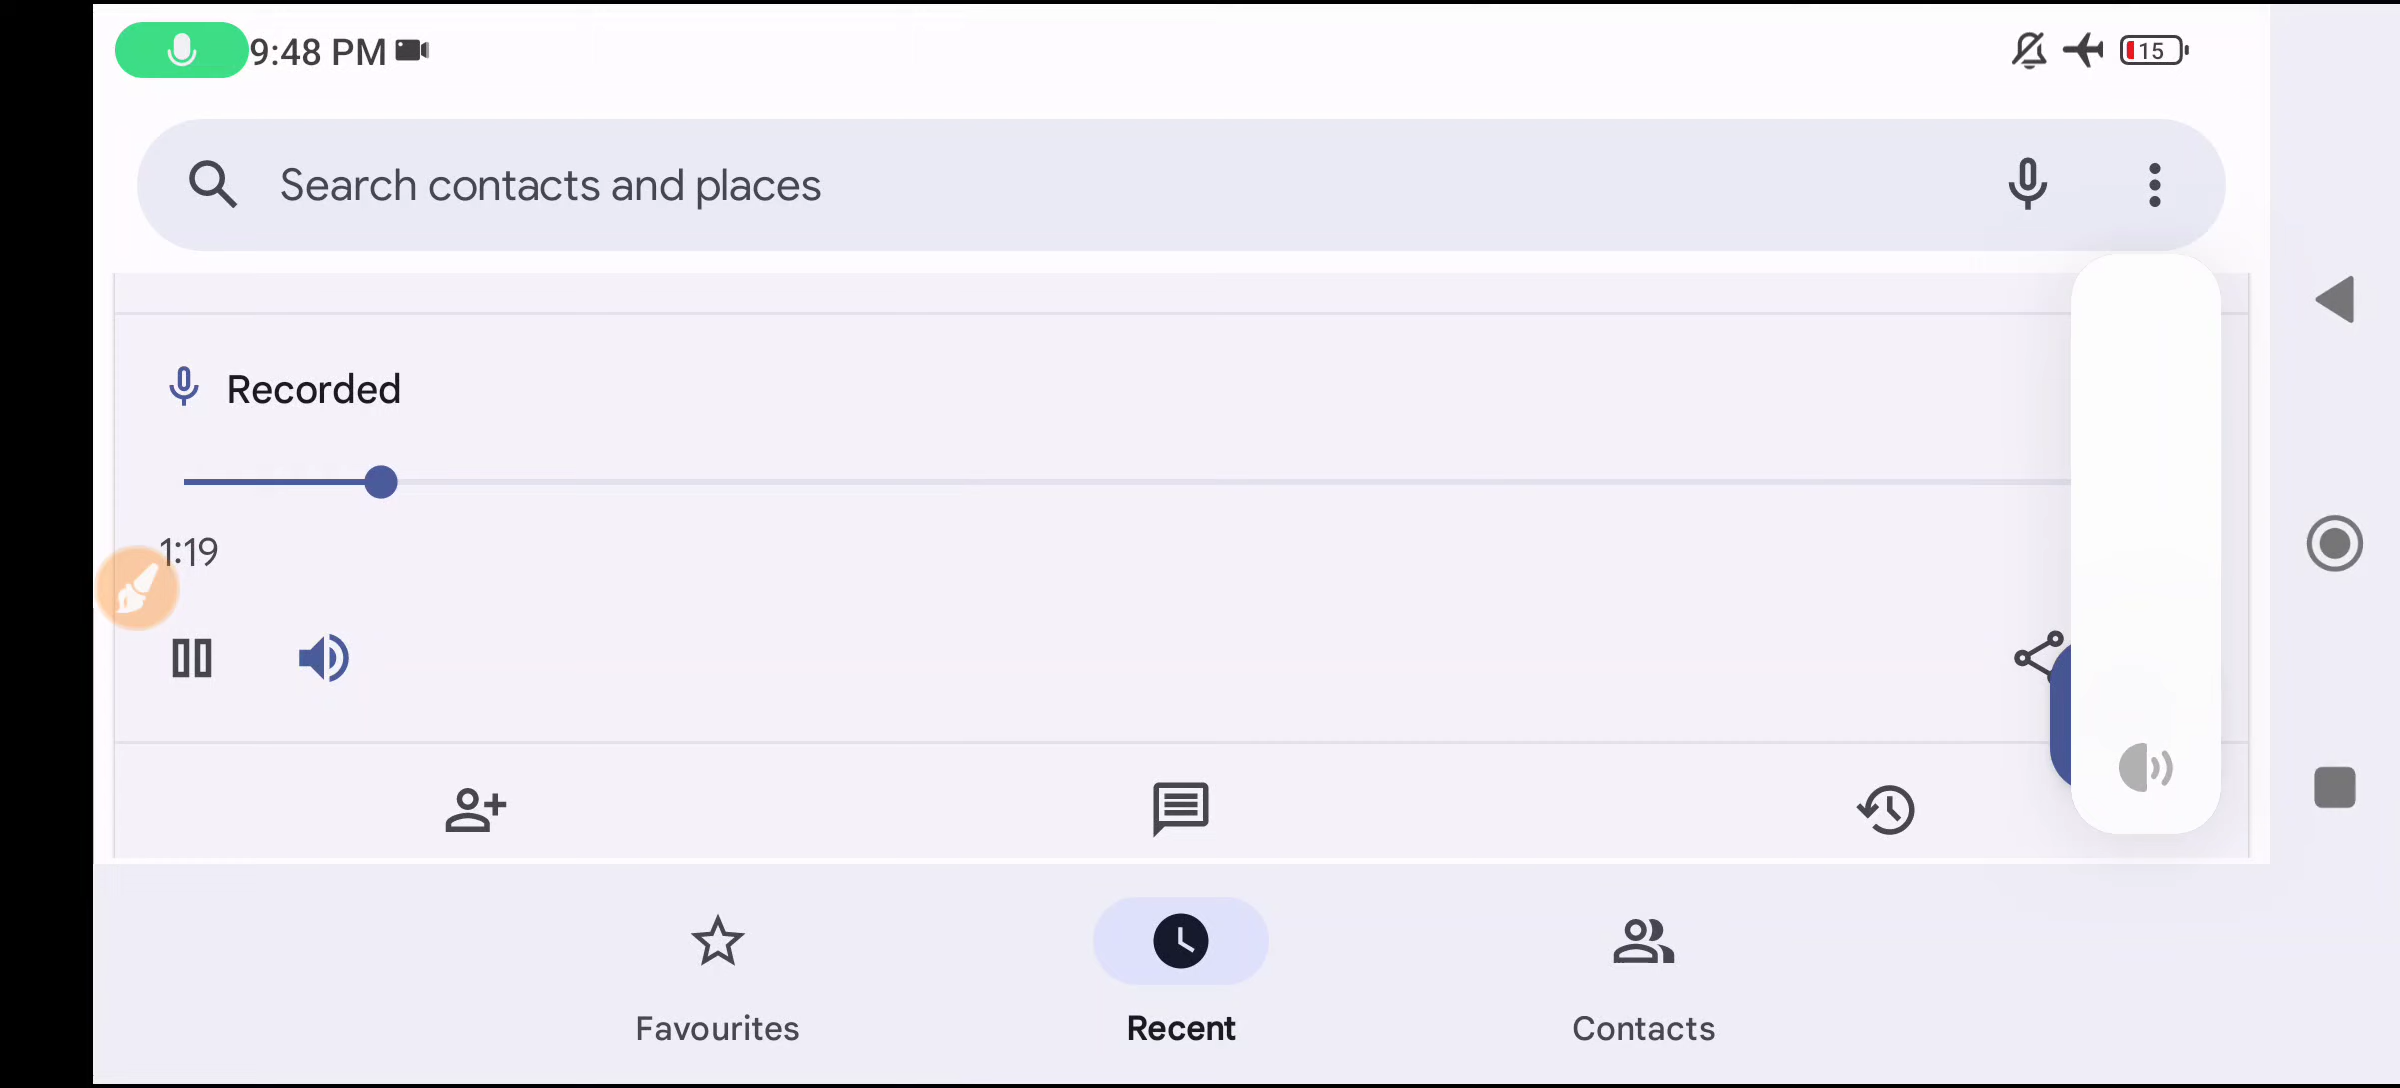 9:48 PM
15
Search contacts and places
Recorded
1:19
Favourites
Recent
Contacts